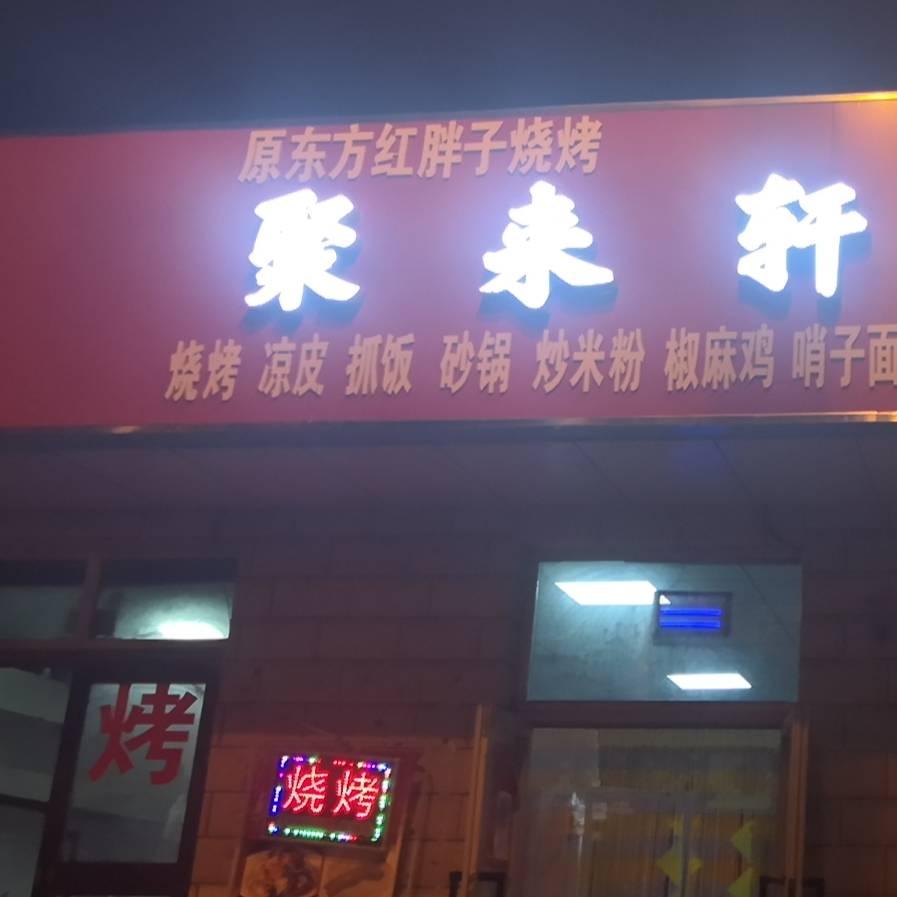 原东方红胖子烧烤
聚来轩
烧烤 凉皮 抓饭 砂锅 炒米粉 椒麻鸡 哨子面
烤
烧烤